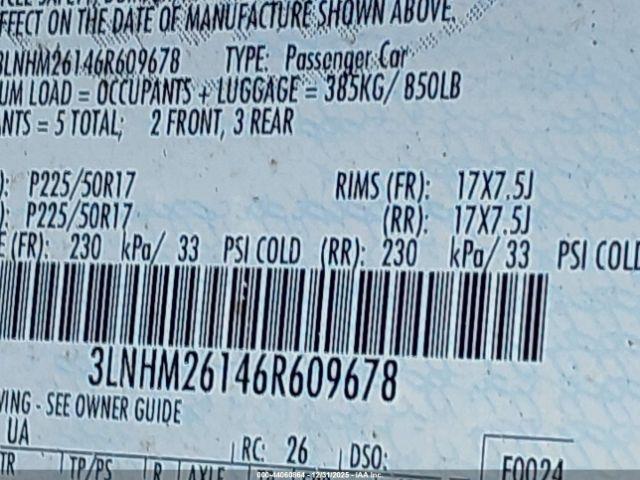 FFECT ON THE DATE OF MANUFACTURE SHOWN ABOVE.
3LNHM26146R609678 TYPE: Passenger Car
UM LOAD = OCCUPANTS + LUGGAGE = 385KG/ 850LB
ANTS = 5 TOTAL; 2 FRONT, 3 REAR
): P225/50R17 RIMS (FR): 17X7.5J
): P225/50R17 (RR): 17X7.5J
E (FR): 230 kPa/ 33 PSI COLD (RR): 230 kPa/ 33 PSI COLD
3LNHM26146R609678
WING - SEE OWNER GUIDE
UA RC: 26 DSO:
TR TP/PS R AXLE F0024
000-44060864 - 12/31/2025 - IAA Inc.